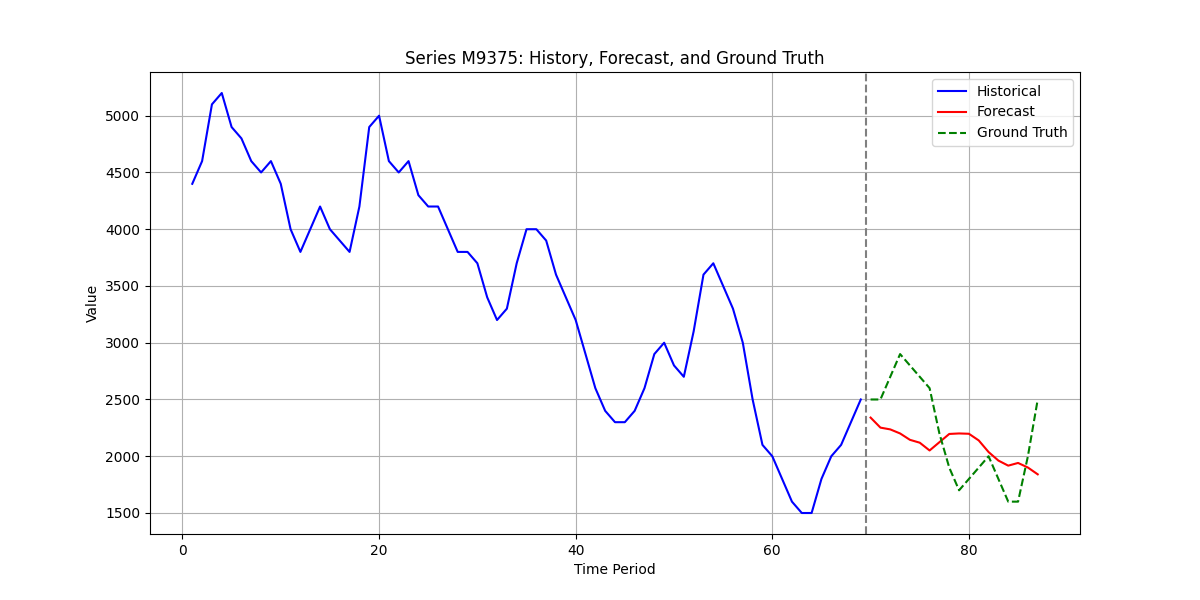 Series M9375: History, Forecast, and Ground Truth
Historical
Forecast
Ground Truth
Value
5000
4500
4000
3500
3000
2500
2000
1500
0
20
40
60
80
Time Period